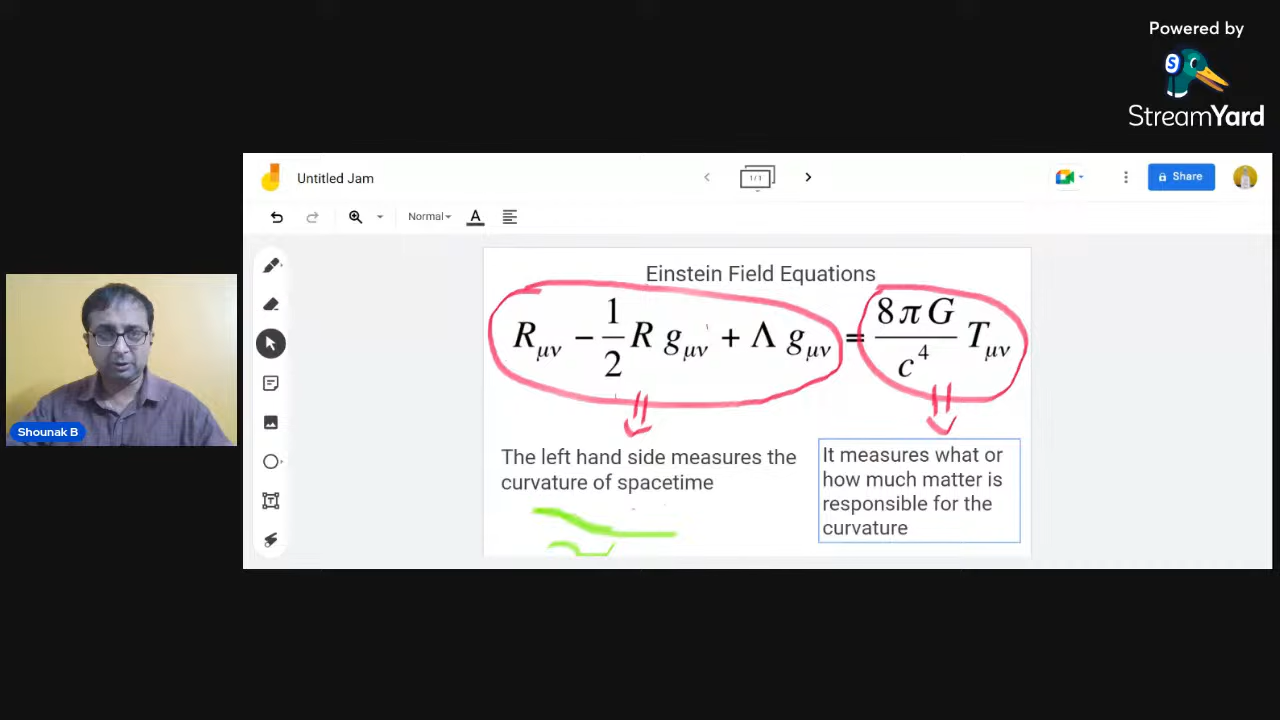 Powered by
StreamYard
Untitled Jam
1 / 1
Share
Normal
Einstein Field Equations
R_μν − 1/2 R g_μν + Λ g_μν = 8πG/c⁴ T_μν
The left hand side measures the
curvature of spacetime
It measures what or
how much matter is
responsible for the
curvature
Shounak B